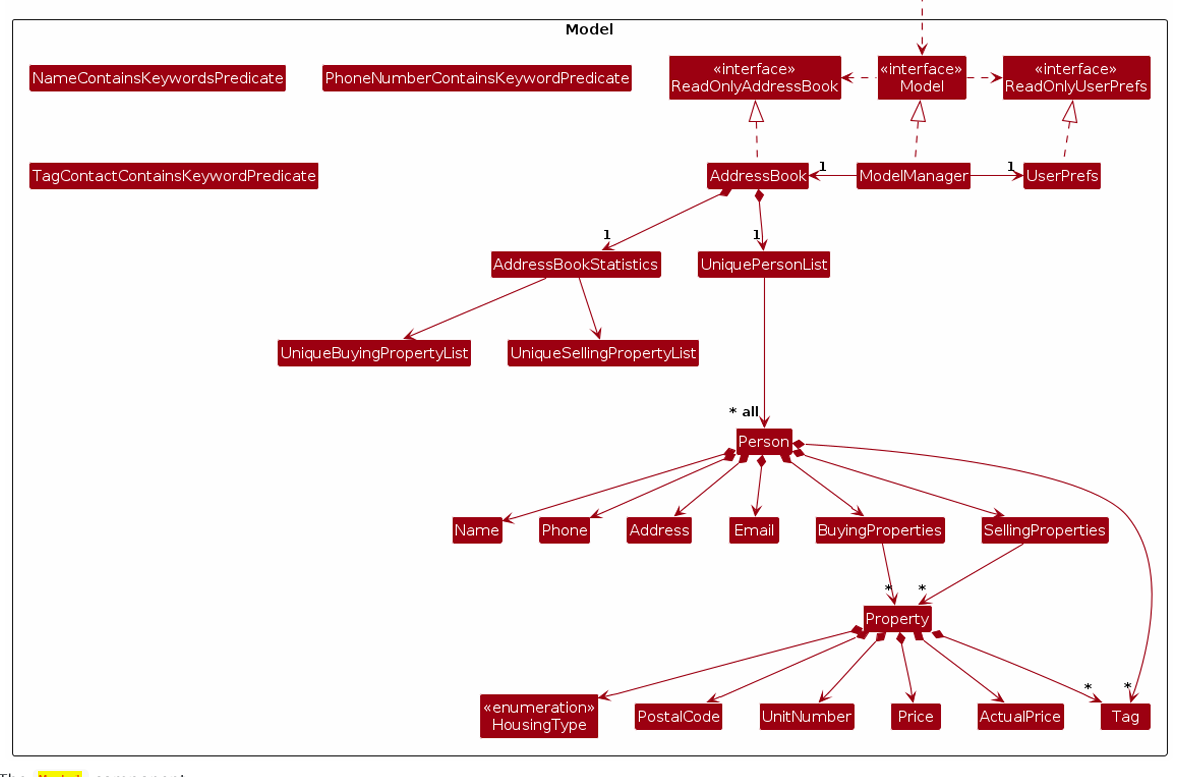 Model
NameContainsKeywordsPredicate
PhoneNumberContainsKeywordPredicate
«interface»
ReadOnlyAddressBook
«interface»
Model
«interface»
ReadOnlyUserPrefs
TagContactContainsKeywordPredicate
AddressBook
1
ModelManager
1
UserPrefs
1
1
AddressBookStatistics
UniquePersonList
UniqueBuyingPropertyList
UniqueSellingPropertyList
* all
Person
Name
Phone
Address
Email
BuyingProperties
SellingProperties
*
*
Property
*
*
«enumeration»
HousingType
PostalCode
UnitNumber
Price
ActualPrice
Tag